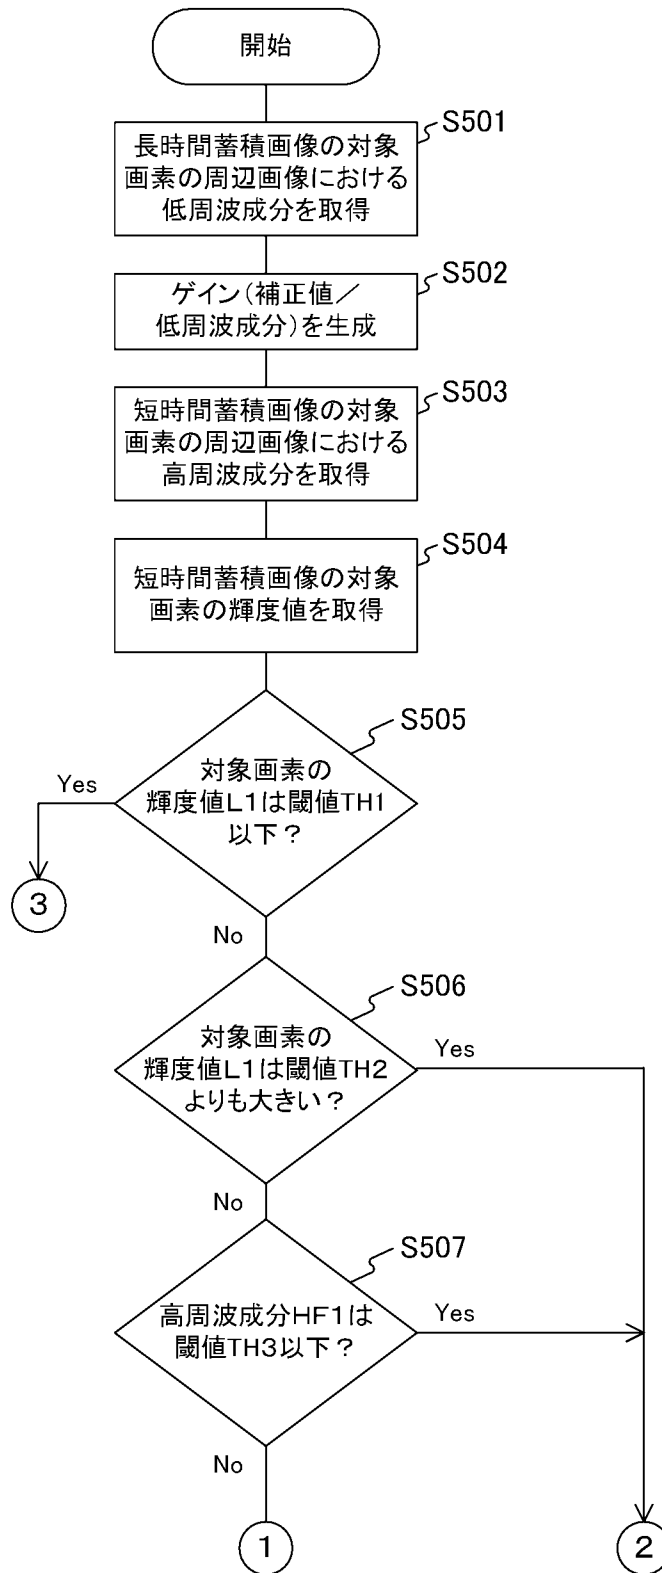 開始
S501
長時間蓄積画像の対象
画素の周辺画像における
低周波成分を取得
S502
ゲイン（補正値／
低周波成分）を生成
S503
短時間蓄積画像の対象
画素の周辺画像における
高周波成分を取得
S504
短時間蓄積画像の対象
画素の輝度値を取得
S505
対象画素の
輝度値L1は閾値TH1
以下？
Yes
3
No
S506
対象画素の
輝度値L1は閾値TH2
よりも大きい？
Yes
No
S507
高周波成分HF1は
閾値TH3以下？
Yes
No
1
2